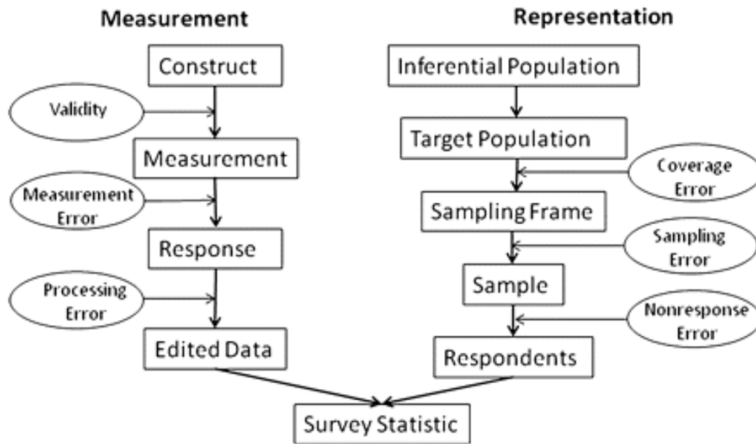 Measurement
Representation
Construct
Inferential Population
Validity
Target Population
Measurement
Coverage
Error
Measurement
Error
Sampling Frame
Response
Sampling
Error
Processing
Error
Sample
Nonresponse
Error
Edited Data
Respondents
Survey Statistic